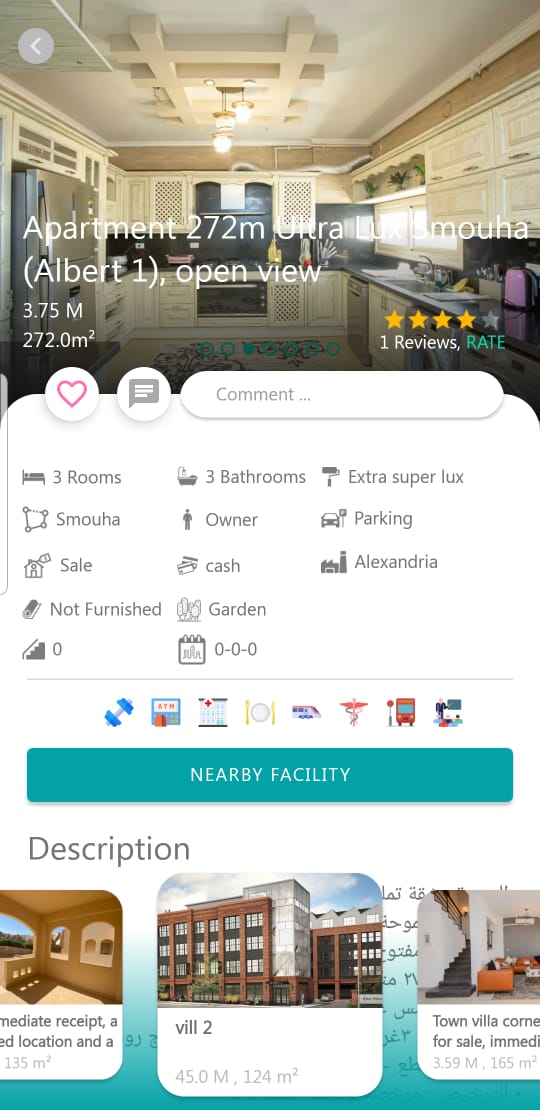 Apartment 272m Ultra Lux Smouha
(Albert 1), open view
3.75 M
272.0m²
1 Reviews, RATE
Comment ...
3 Rooms
3 Bathrooms
Extra super lux
Smouha
Owner
Parking
Sale
cash
Alexandria
Not Furnished
Garden
0
0-0-0
ATM
NEARBY FACILITY
Description
mediate receipt, a
ed location and a
135 m²
vill 2
45.0 M , 124 m²
Town villa corne
for sale, immedi
3.59 M , 165 m²